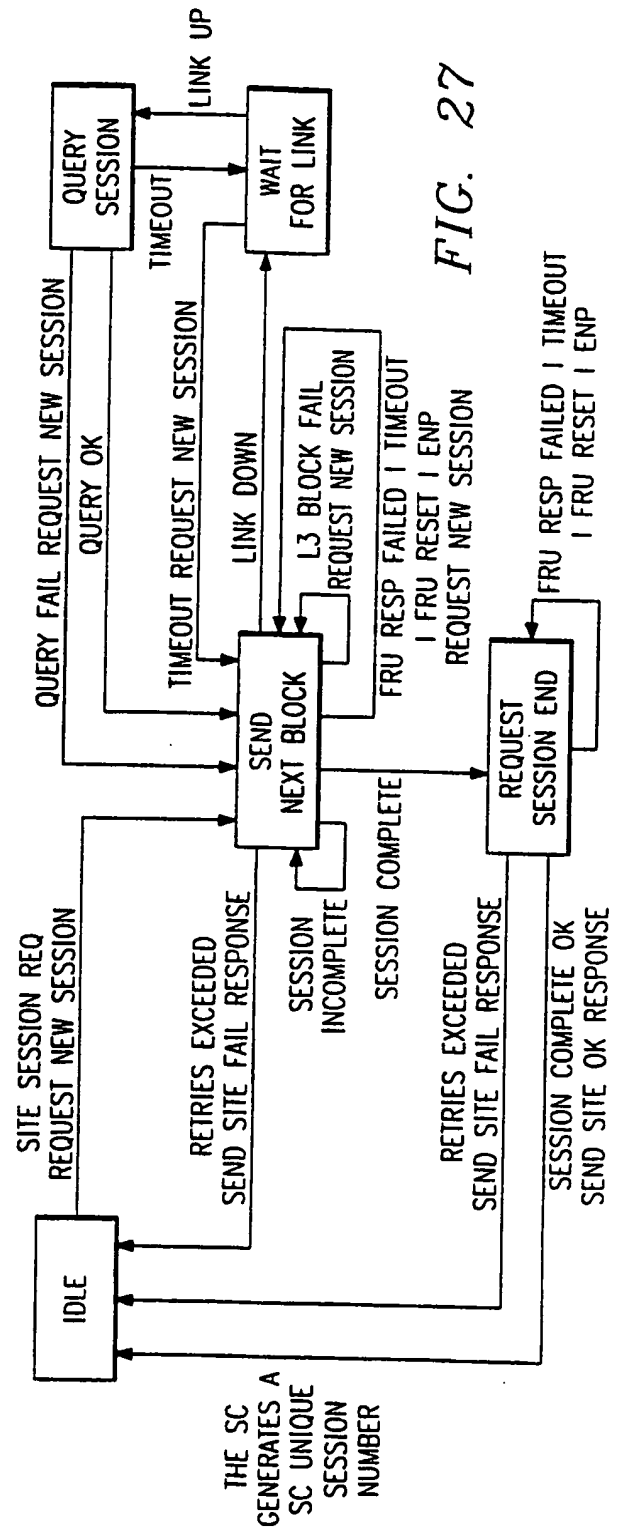 THE SC
GENERATES A
SC UNIQUE
SESSION
NUMBER
IDLE
SITE SESSION REQ
REQUEST NEW SESSION
RETRIES EXCEEDED
SEND SITE FAIL RESPONSE
RETRIES EXCEEDED
SEND SITE FAIL RESPONSE
SESSION COMPLETE OK
SEND SITE OK RESPONSE
SEND
NEXT BLOCK
SESSION
INCOMPLETE
SESSION COMPLETE
QUERY FAIL REQUEST NEW SESSION
QUERY OK
TIMEOUT REQUEST NEW SESSION
LINK DOWN
L3 BLOCK FAIL
REQUEST NEW SESSION
FRU RESP FAILED I TIMEOUT
I FRU RESET I ENP
REQUEST NEW SESSION
REQUEST
SESSION END
FRU RESP FAILED I TIMEOUT
I FRU RESET I ENP
QUERY
SESSION
TIMEOUT
LINK UP
WAIT
FOR LINK
FIG. 27